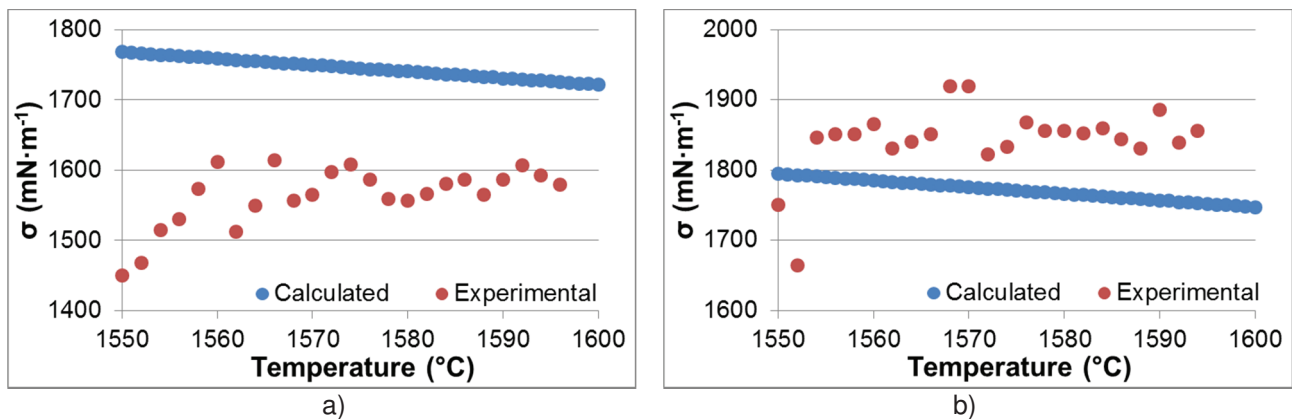 1800
1700
1600
1500
1400
σ (mN·m-1)
Calculated
Experimental
1550 1560 1570 1580 1590 1600
Temperature (°C)
a)
2000
1900
1800
1700
1600
σ (mN·m-1)
Calculated
Experimental
1550 1560 1570 1580 1590 1600
Temperature (°C)
b)